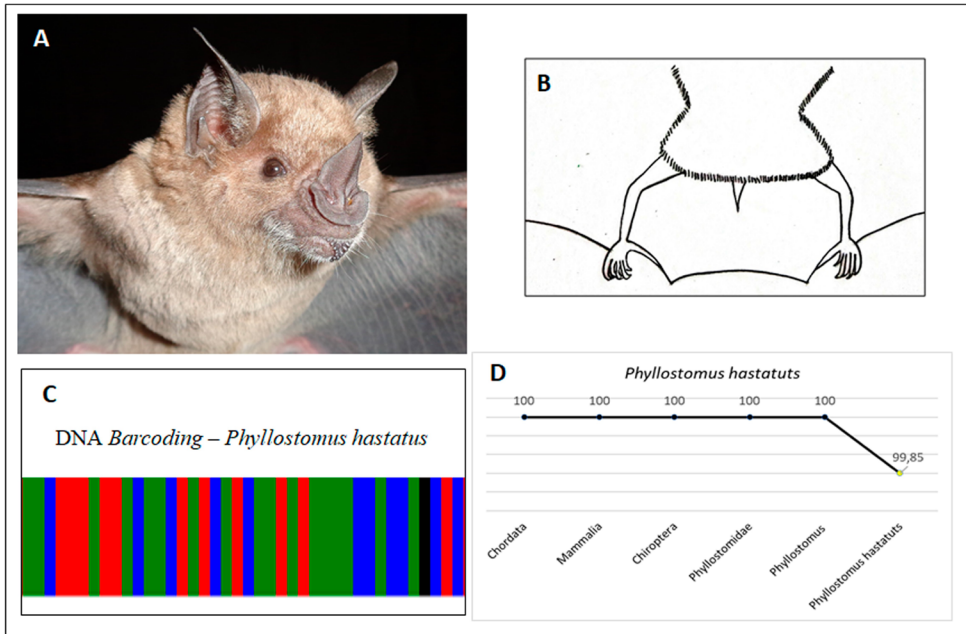 A
B
C
DNA Barcoding – Phyllostomus hastatus
D
Phyllostomus hastatuts
100 100 100 100 100
99,85
Chordata
Mammalia
Chiroptera
Phyllostomidae
Phyllostomus
Phyllostomus hastatuts